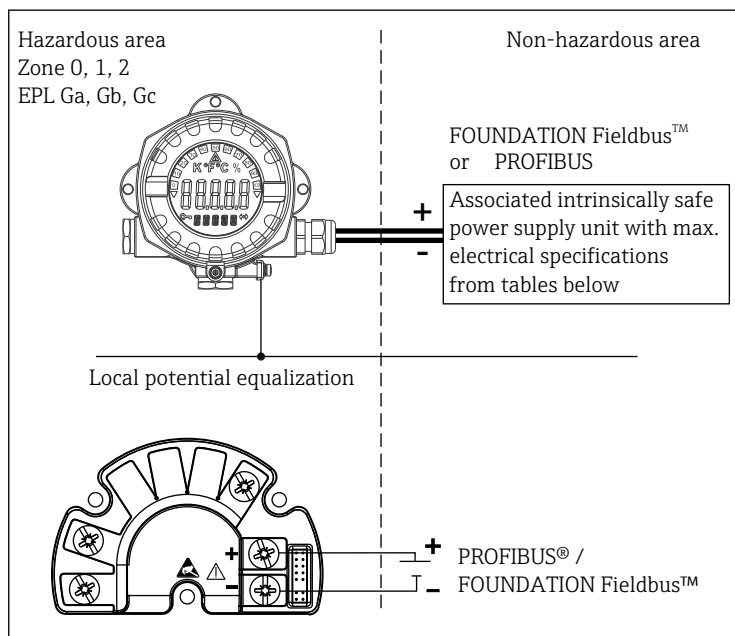 Hazardous area
Zone 0, 1, 2
EPL Ga, Gb, Gc
Non-hazardous area
K °F °C %
FOUNDATION Fieldbus™
or PROFIBUS
+
-
Associated intrinsically safe
power supply unit with max.
electrical specifications
from tables below
Local potential equalization
+
-
+
-
PROFIBUS® /
FOUNDATION Fieldbus™